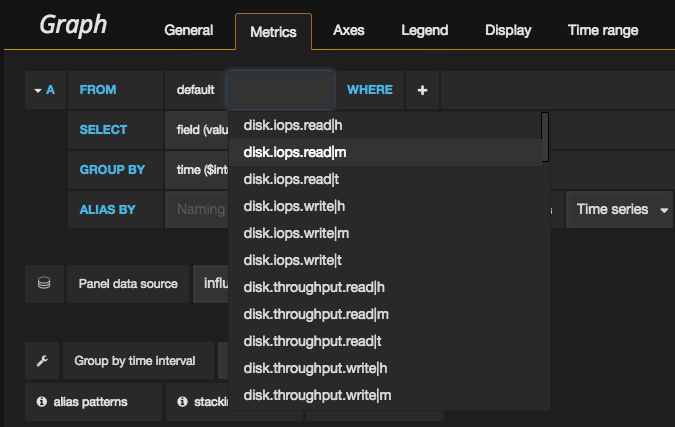 Graph General Metrics Axes Legend Display Time range
A FROM default WHERE +
disk.iops.read|h
SELECT field (valu
disk.iops.read|m
GROUP BY time ($inte
disk.iops.read|t
ALIAS BY Naming Time series
disk.iops.write|h
disk.iops.write|m
disk.iops.write|t
Panel data source influ
disk.throughput.read|h
disk.throughput.read|m
disk.throughput.read|t
Group by time interval
disk.throughput.write|h
alias patterns stackin
disk.throughput.write|m